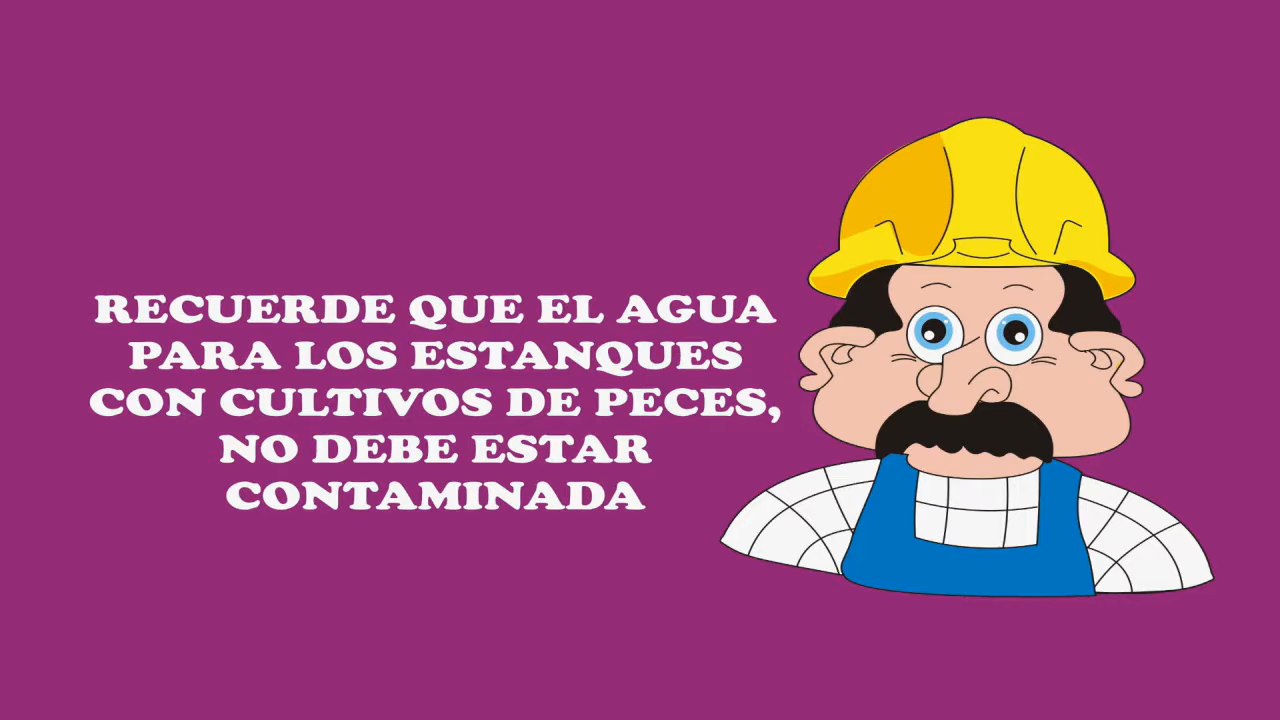 RECUERDE QUE EL AGUA
PARA LOS ESTANQUES
CON CULTIVOS DE PECES,
NO DEBE ESTAR
CONTAMINADA